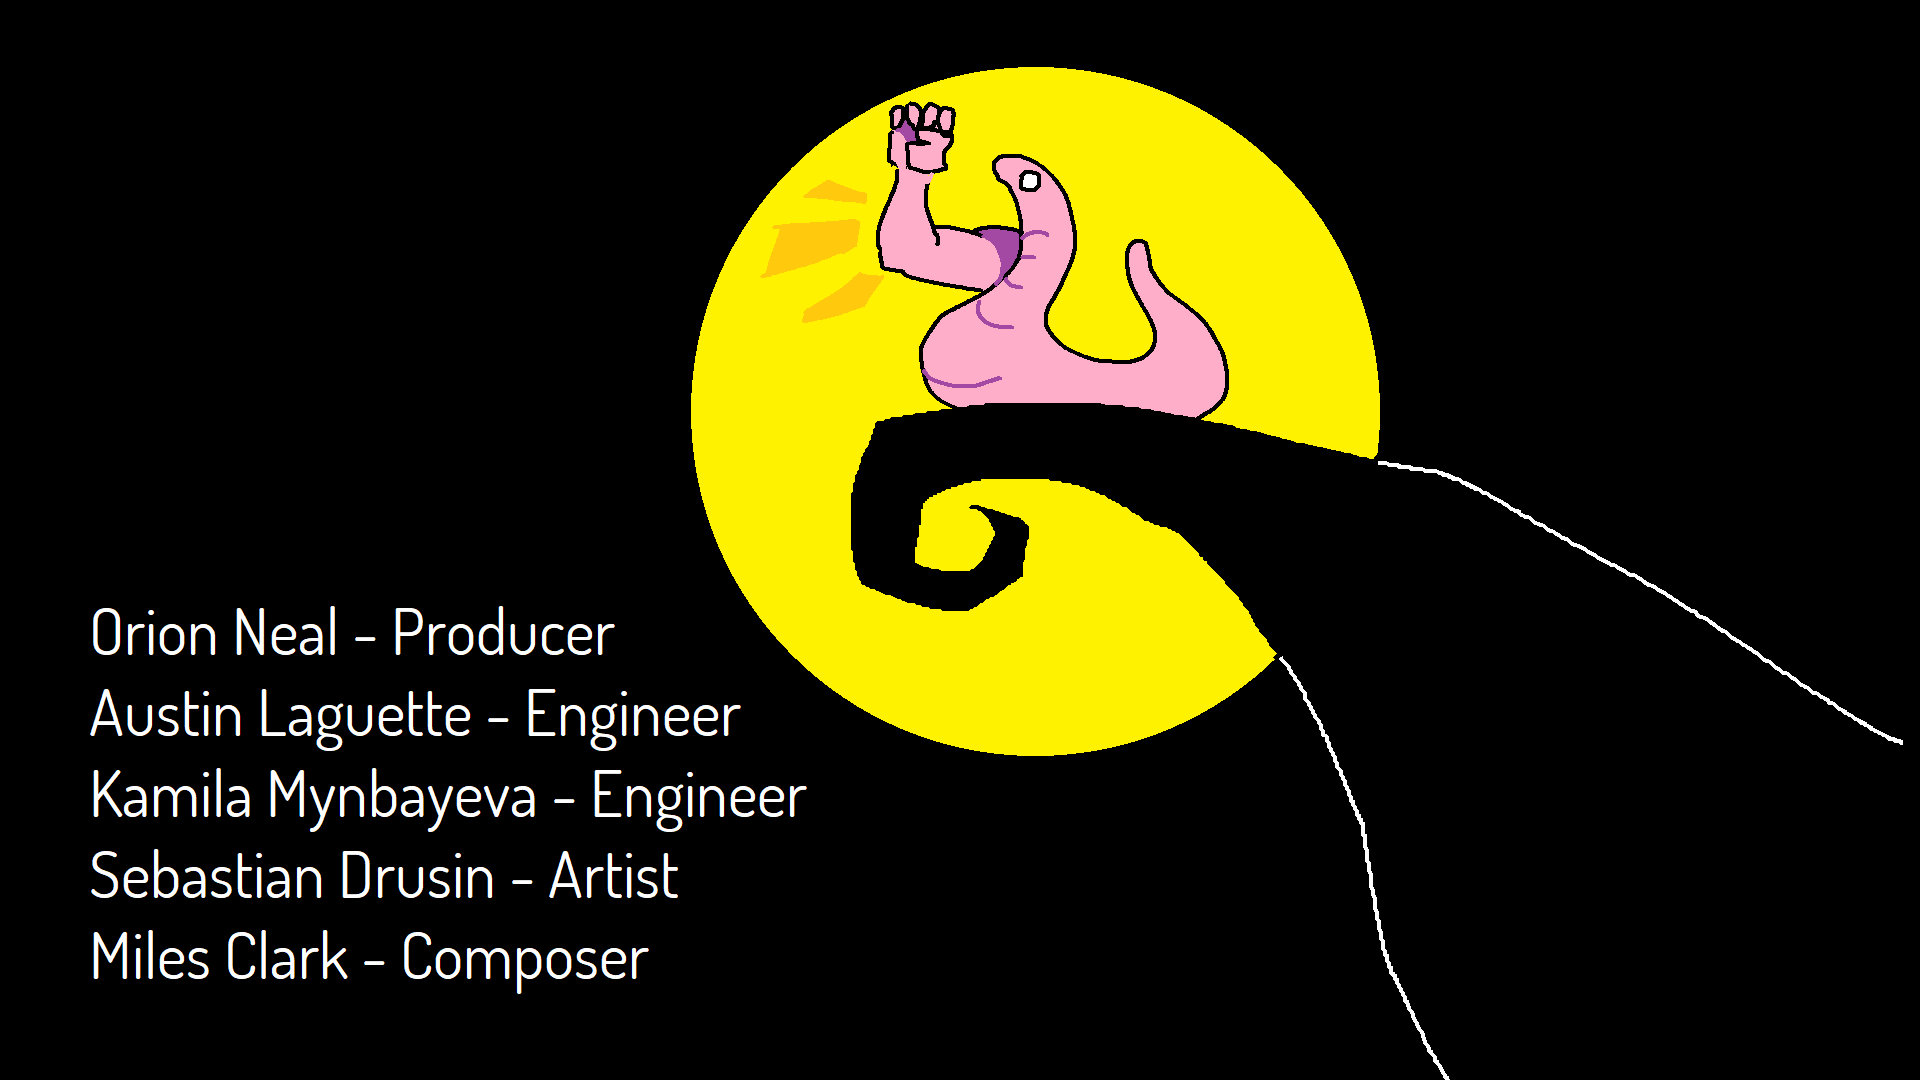 Orion Neal - Producer
Austin Laguette - Engineer
Kamila Mynbayeva - Engineer
Sebastian Drusin - Artist
Miles Clark - Composer